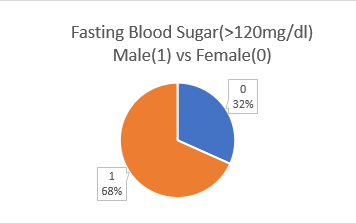 Fasting Blood Sugar(>120mg/dl)
Male(1) vs Female(0)
0
32%
1
68%